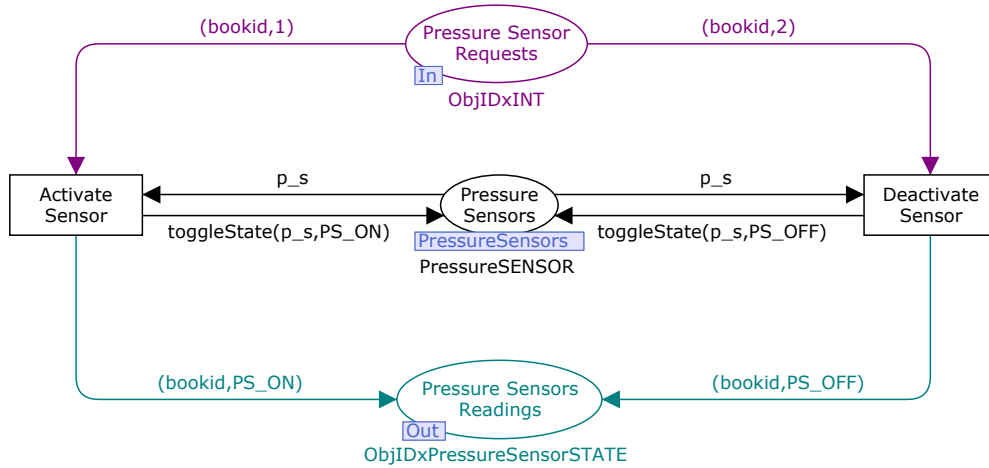 (bookid,1)
Pressure Sensor
Requests
(bookid,2)
In
ObjIDxINT
Activate
Sensor
p_s
Pressure
Sensors
p_s
Deactivate
Sensor
toggleState(p_s,PS_ON)
PressureSensors
toggleState(p_s,PS_OFF)
PressureSENSOR
(bookid,PS_ON)
Pressure Sensors
Readings
(bookid,PS_OFF)
Out
ObjIDxPressureSensorSTATE